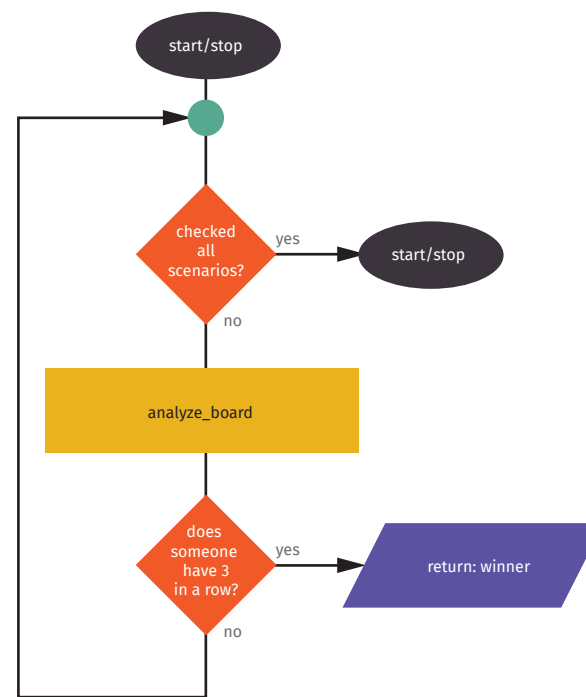 start/stop
checked
all
scenarios?
yes
start/stop
no
analyze_board
does
someone
have 3
in a row?
yes
return: winner
no